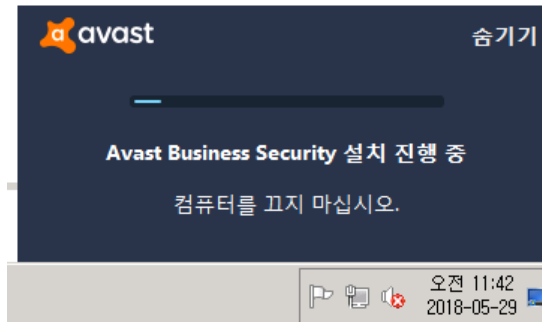 avast
숨기기
Avast Business Security 설치 진행 중
컴퓨터를 끄지 마십시오.
오전 11:42
2018-05-29